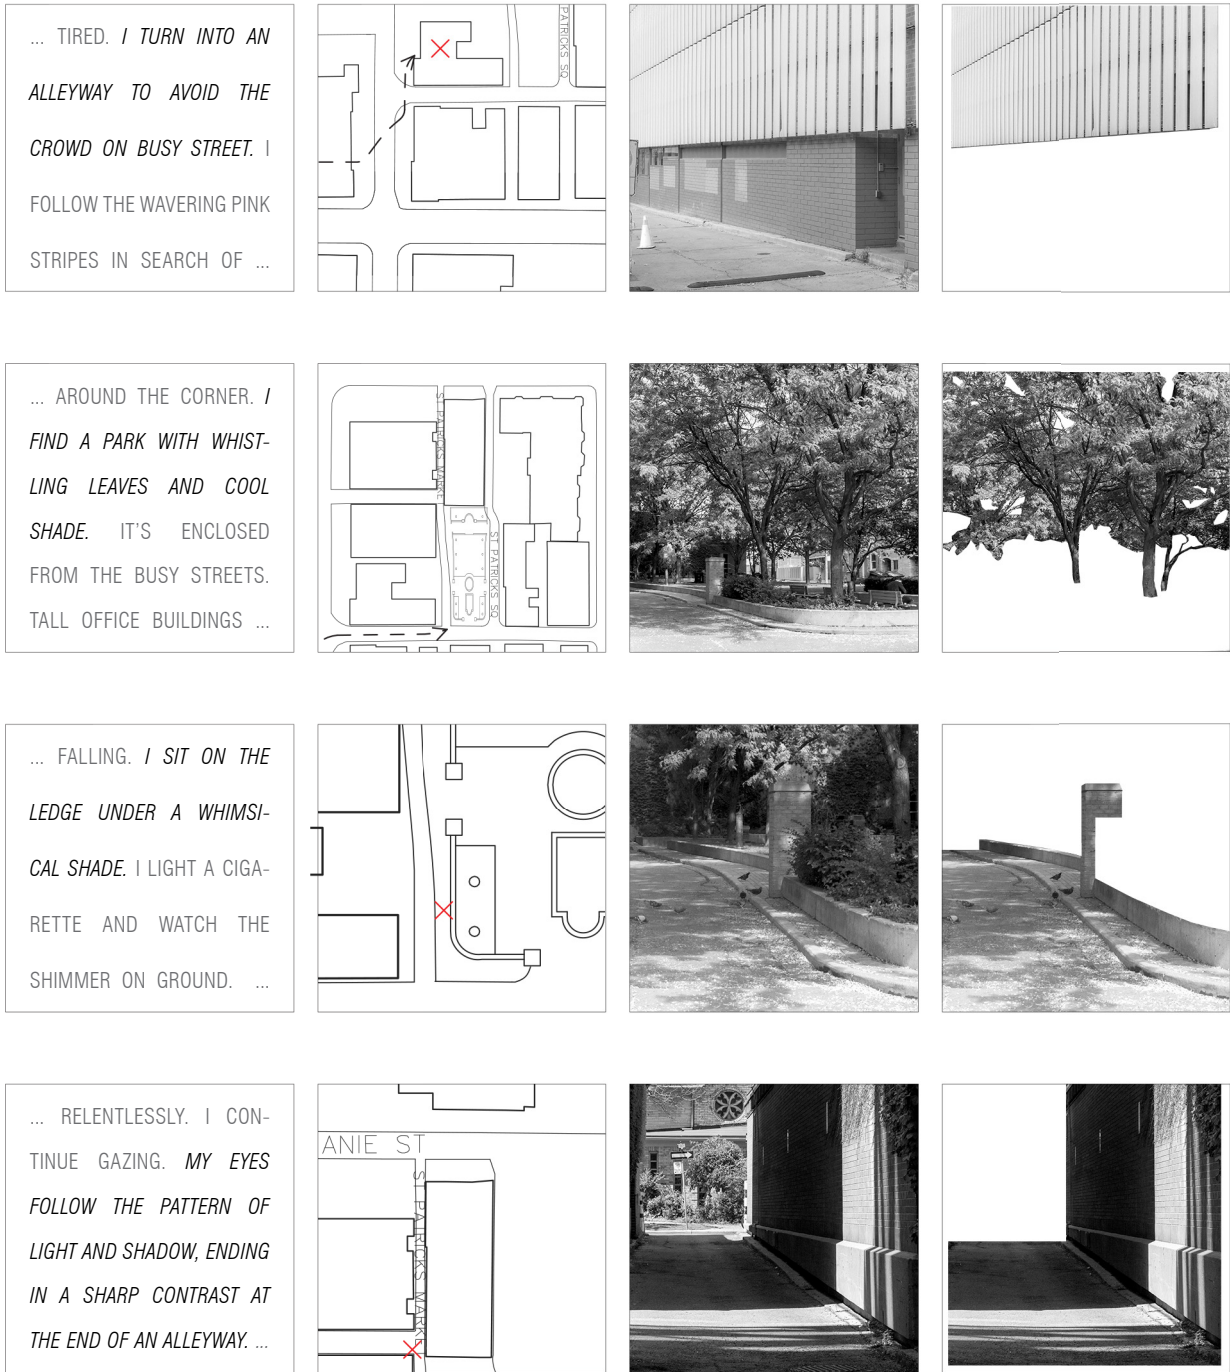 ... TIRED. I TURN INTO AN
ALLEYWAY TO AVOID THE
CROWD ON BUSY STREET. I
FOLLOW THE WAVERING PINK
STRIPES IN SEARCH OF ...
PATRICKS SQ
... AROUND THE CORNER. I
FIND A PARK WITH WHIST-
LING LEAVES AND COOL
SHADE. IT'S ENCLOSED
FROM THE BUSY STREETS.
TALL OFFICE BUILDINGS ...
ST PATRICKS MARKE
ST PATRICKS SQ
... FALLING. I SIT ON THE
LEDGE UNDER A WHIMSI-
CAL SHADE. I LIGHT A CIGA-
RETTE AND WATCH THE
SHIMMER ON GROUND. ...
... RELENTLESSLY. I CON-
TINUE GAZING. MY EYES
FOLLOW THE PATTERN OF
LIGHT AND SHADOW, ENDING
IN A SHARP CONTRAST AT
THE END OF AN ALLEYWAY. ...
ANIE ST
ST PATRICKS MARKE